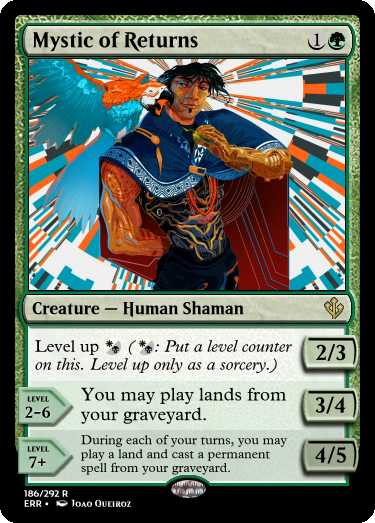 Mystic of Returns 1
Creature — Human Shaman
Level up (: Put a level counter
on this. Level up only as a sorcery.)
2/3
LEVEL
2-6
You may play lands from
your graveyard.
3/4
LEVEL
7+
During each of your turns, you may
play a land and cast a permanent
spell from your graveyard.
4/5
186/292 R
ERR • Joao Queiroz